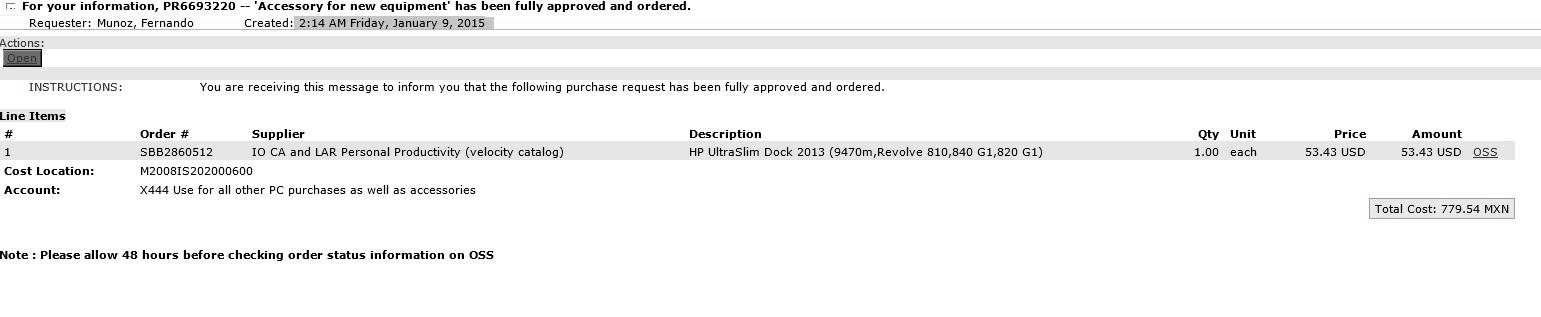 For your information, PR6693220 -- 'Accessory for new equipment' has been fully approved and ordered.
Requester: Munoz, Fernando Created: 2:14 AM Friday, January 9, 2015
Actions:
Open
INSTRUCTIONS: You are receiving this message to inform you that the following purchase request has been fully approved and ordered.
Line Items
# Order # Supplier Description Qty Unit Price Amount
1 SBB2860512 IO CA and LAR Personal Productivity (velocity catalog) HP UltraSlim Dock 2013 (9470m,Revolve 810,840 G1,820 G1) 1.00 each 53.43 USD 53.43 USD OSS
Cost Location: M2008IS202000600
Account: X444 Use for all other PC purchases as well as accessories
Total Cost: 779.54 MXN
Note : Please allow 48 hours before checking order status information on OSS